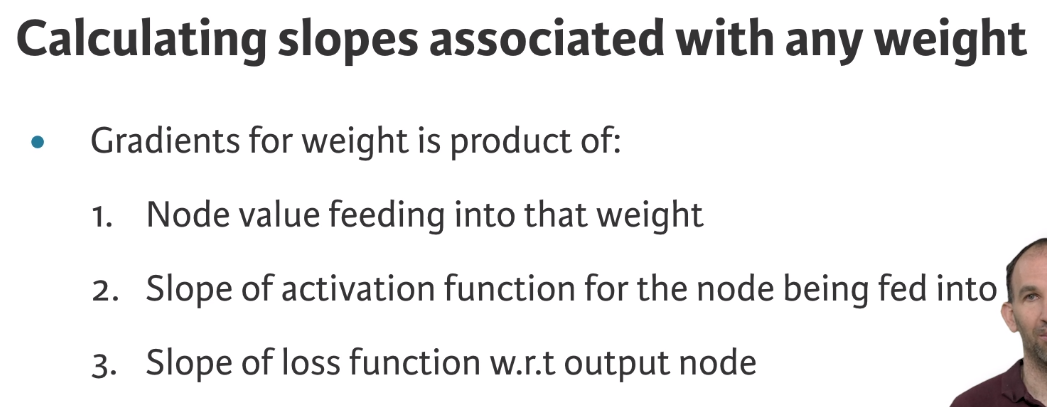 Calculating slopes associated with any weight
• Gradients for weight is product of:
1. Node value feeding into that weight
2. Slope of activation function for the node being fed into
3. Slope of loss function w.r.t output node